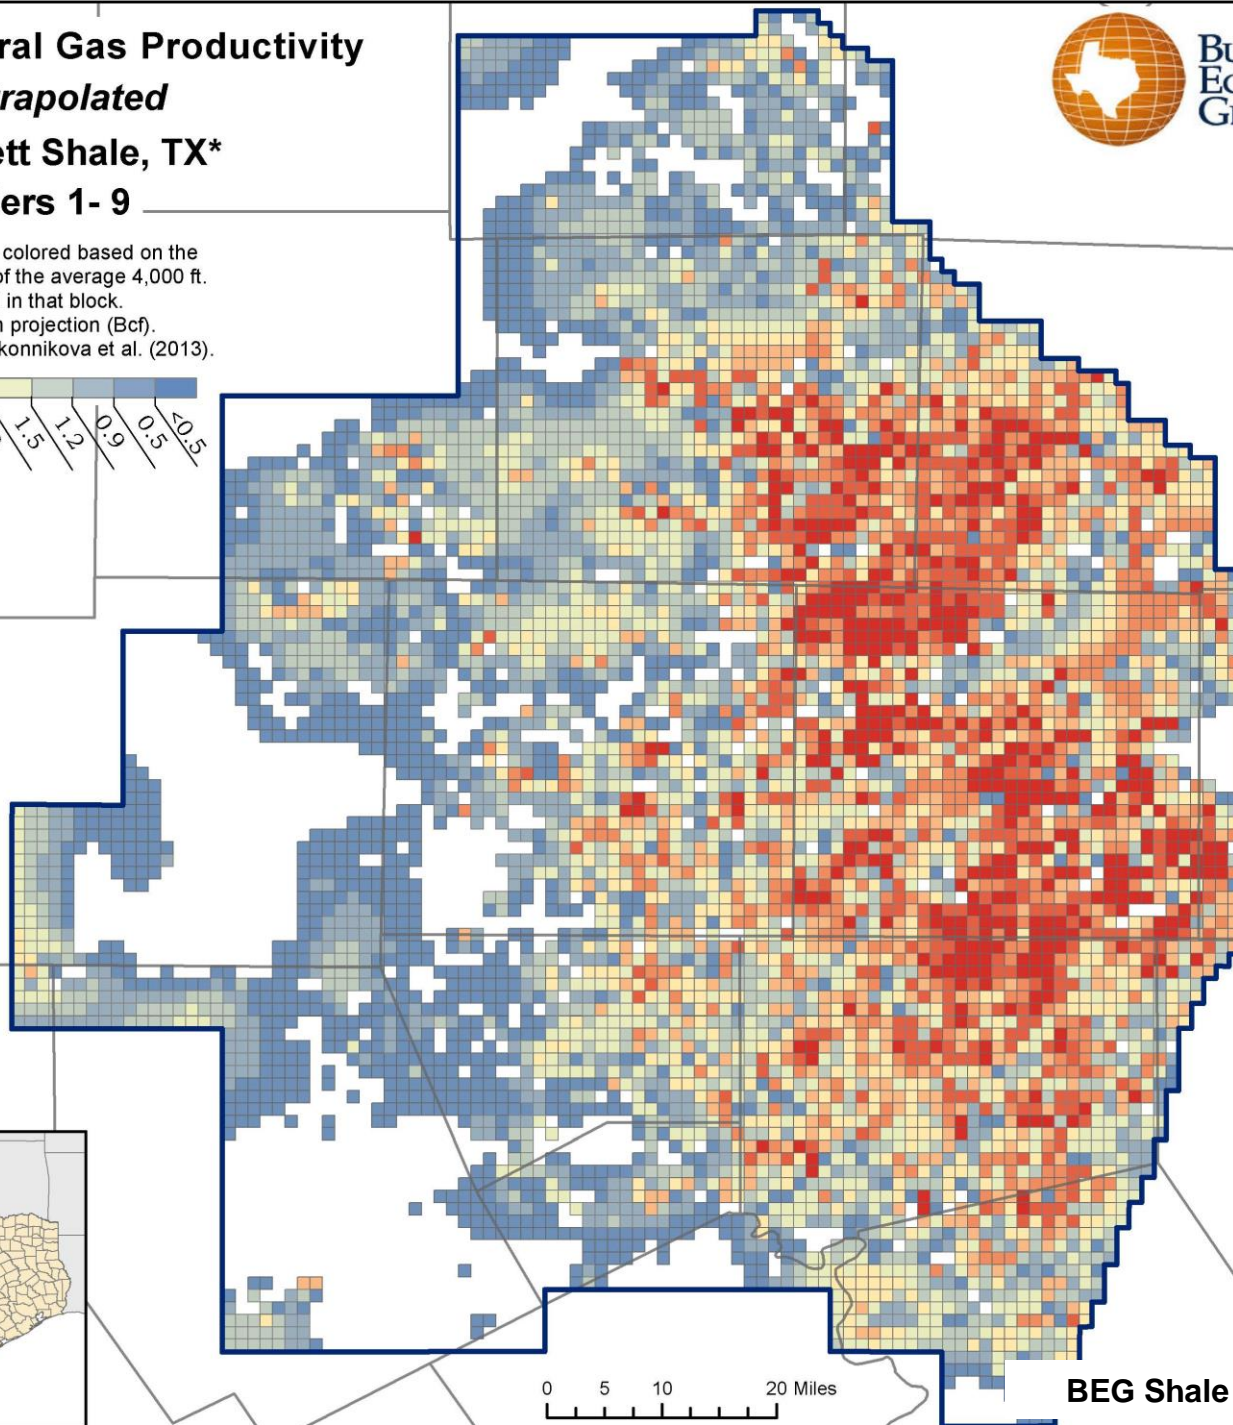 ral Gas Productivity
rapolated
ett Shale, TX*
ers 1- 9
colored based on the
of the average 4,000 ft.
in that block.
n projection (Bcf).
konnikova et al. (2013).
1.5
1.2
0.9
0.5
<0.5
0 5 10 20 Miles
BEG Shale